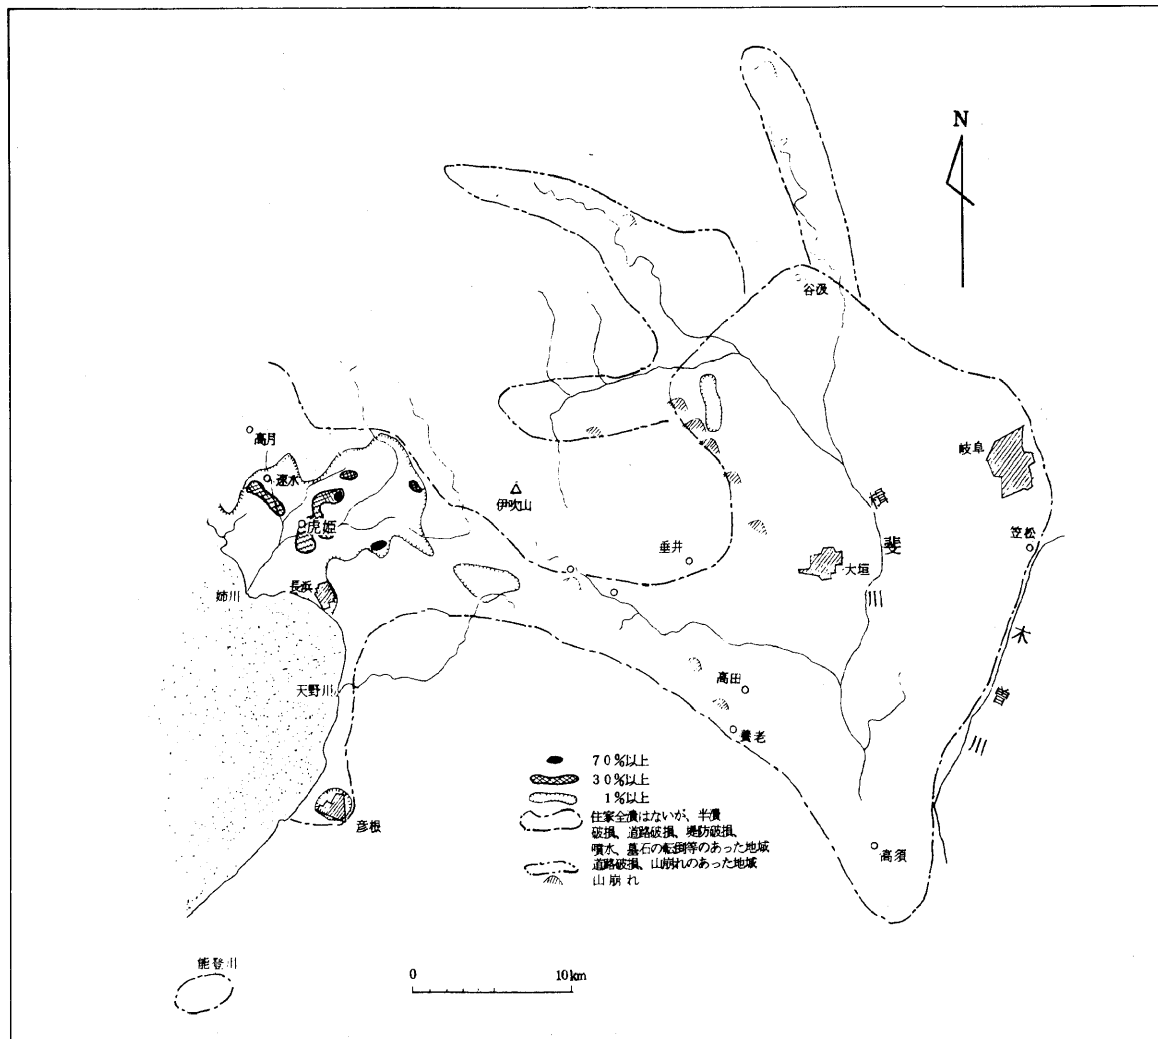 N
谷汲
高月
速水
岐阜
伊吹山
虎姫
揖斐川
笠松
垂井
大垣
長浜
姉川
木曽川
天野川
高田
養老
70%以上
30%以上
1%以上
彦根
住家全潰はないが、半潰
破損、道路破損、堤防破損、
噴水、墓石の転倒等のあった地域
道路破損、山崩れのあった地域
山崩れ
高須
能登川
0 10km